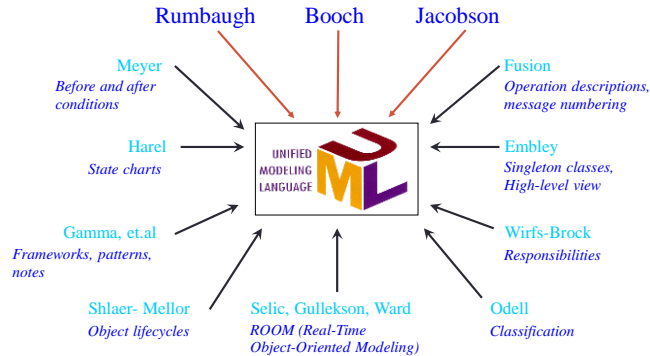 Rumbaugh
Booch
Jacobson
Meyer
Before and after
conditions
Fusion
Operation descriptions,
message numbering
Harel
State charts
UNIFIED
MODELING
LANGUAGE
UML
Embley
Singleton classes,
High-level view
Gamma, et.al
Frameworks, patterns,
notes
Wirfs-Brock
Responsibilities
Shlaer- Mellor
Object lifecycles
Selic, Gullekson, Ward
ROOM (Real-Time
Object-Oriented Modeling)
Odell
Classification